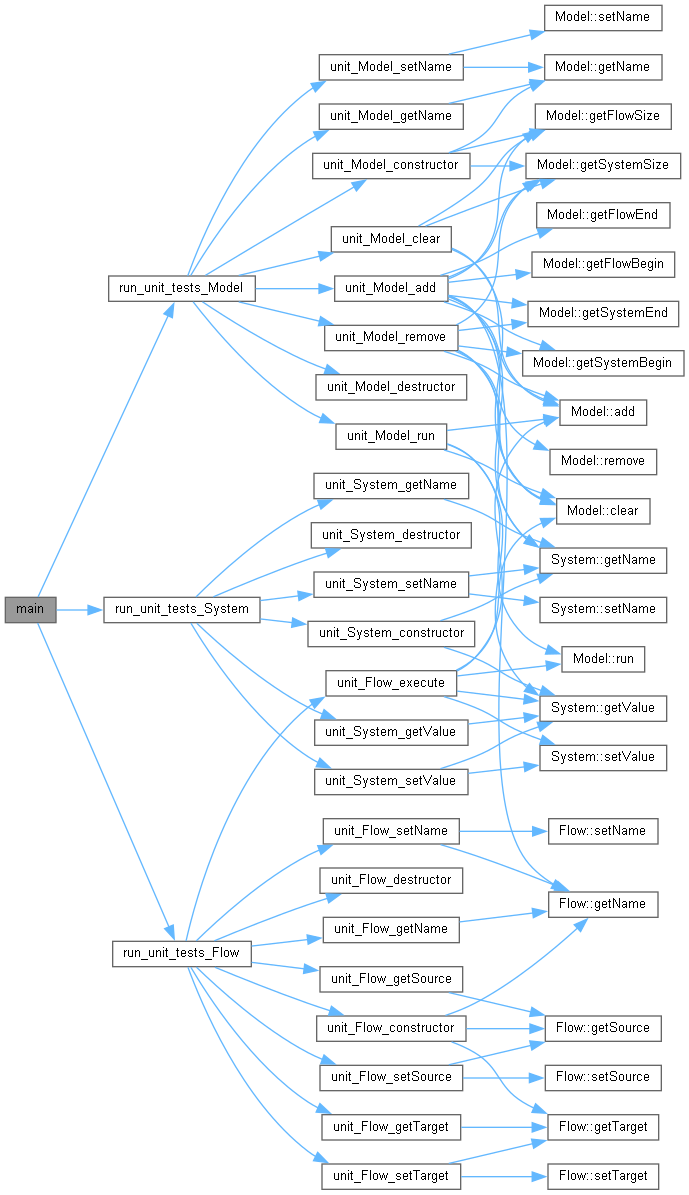 main
run_unit_tests_Model
run_unit_tests_System
run_unit_tests_Flow
unit_Model_setName
unit_Model_getName
unit_Model_constructor
unit_Model_clear
unit_Model_add
unit_Model_remove
unit_Model_destructor
unit_Model_run
unit_System_getName
unit_System_destructor
unit_System_setName
unit_System_constructor
unit_Flow_execute
unit_System_getValue
unit_System_setValue
unit_Flow_setName
unit_Flow_destructor
unit_Flow_getName
unit_Flow_getSource
unit_Flow_constructor
unit_Flow_setSource
unit_Flow_getTarget
unit_Flow_setTarget
Model::setName
Model::getName
Model::getFlowSize
Model::getSystemSize
Model::getFlowEnd
Model::getFlowBegin
Model::getSystemEnd
Model::getSystemBegin
Model::add
Model::remove
Model::clear
System::getName
System::setName
Model::run
System::getValue
System::setValue
Flow::setName
Flow::getName
Flow::getSource
Flow::setSource
Flow::getTarget
Flow::setTarget